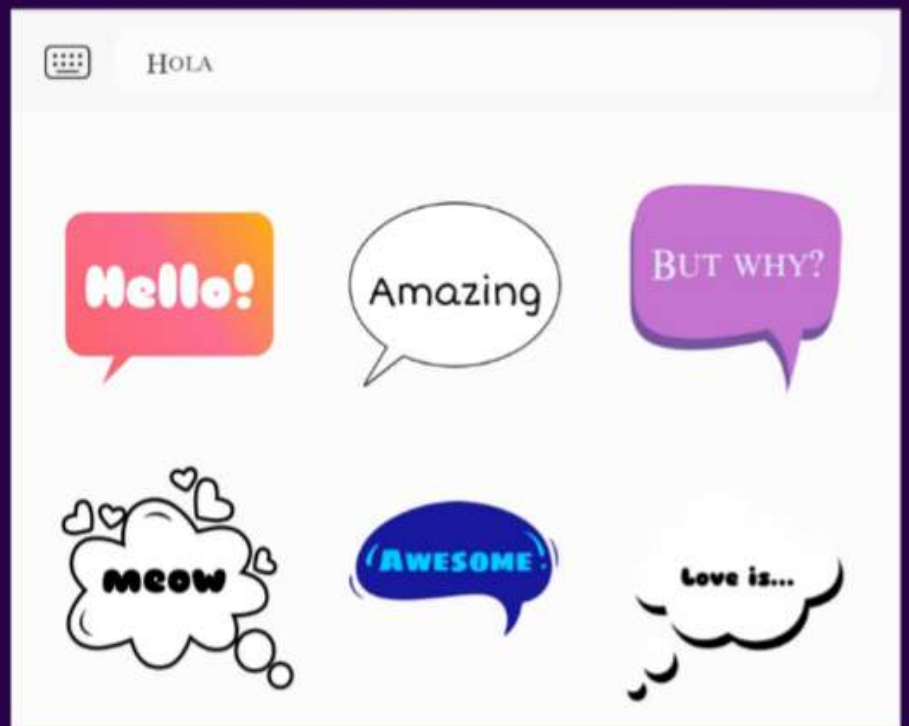 Hola
Hello!
Amazing
But why?
meow
Awesome!
Love is...